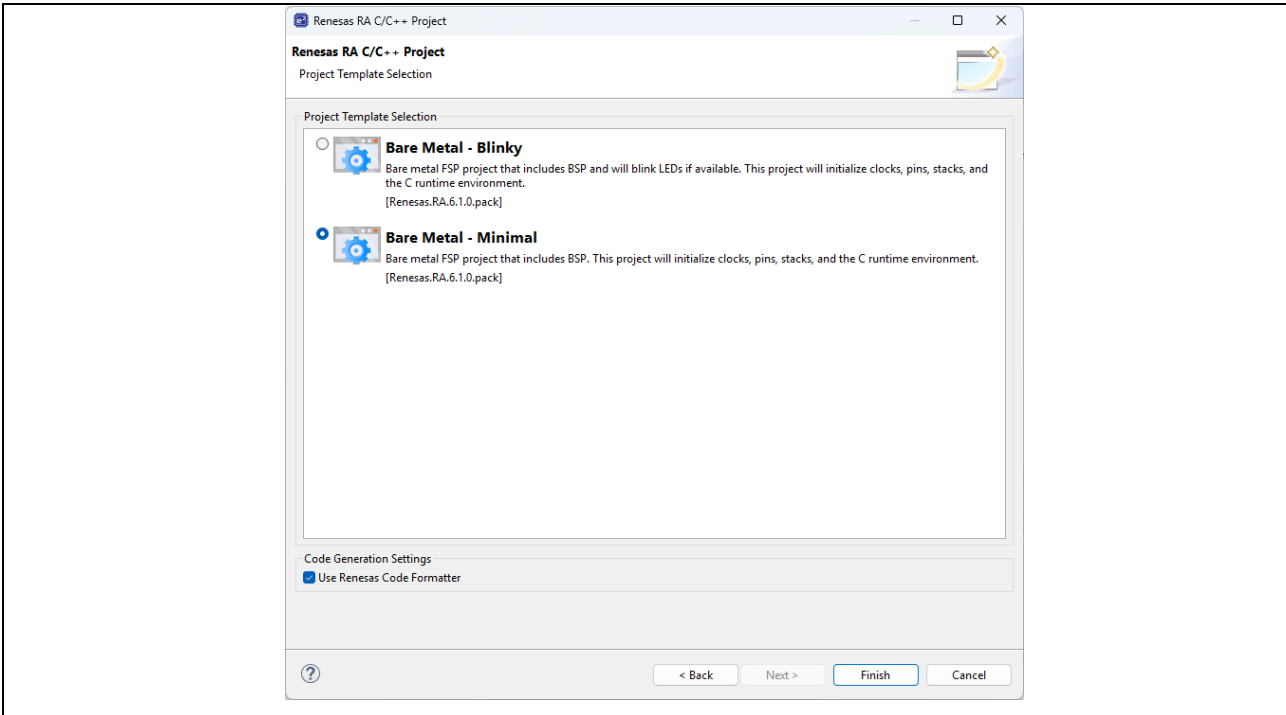 Renesas RA C/C++ Project
Renesas RA C/C++ Project
Project Template Selection
Project Template Selection
Bare Metal - Blinky
Bare metal FSP project that includes BSP and will blink LEDs if available. This project will initialize clocks, pins, stacks, and
the C runtime environment.
[Renesas.RA.6.1.0.pack]
Bare Metal - Minimal
Bare metal FSP project that includes BSP. This project will initialize clocks, pins, stacks, and the C runtime environment.
[Renesas.RA.6.1.0.pack]
Code Generation Settings
Use Renesas Code Formatter
? < Back Next > Finish Cancel